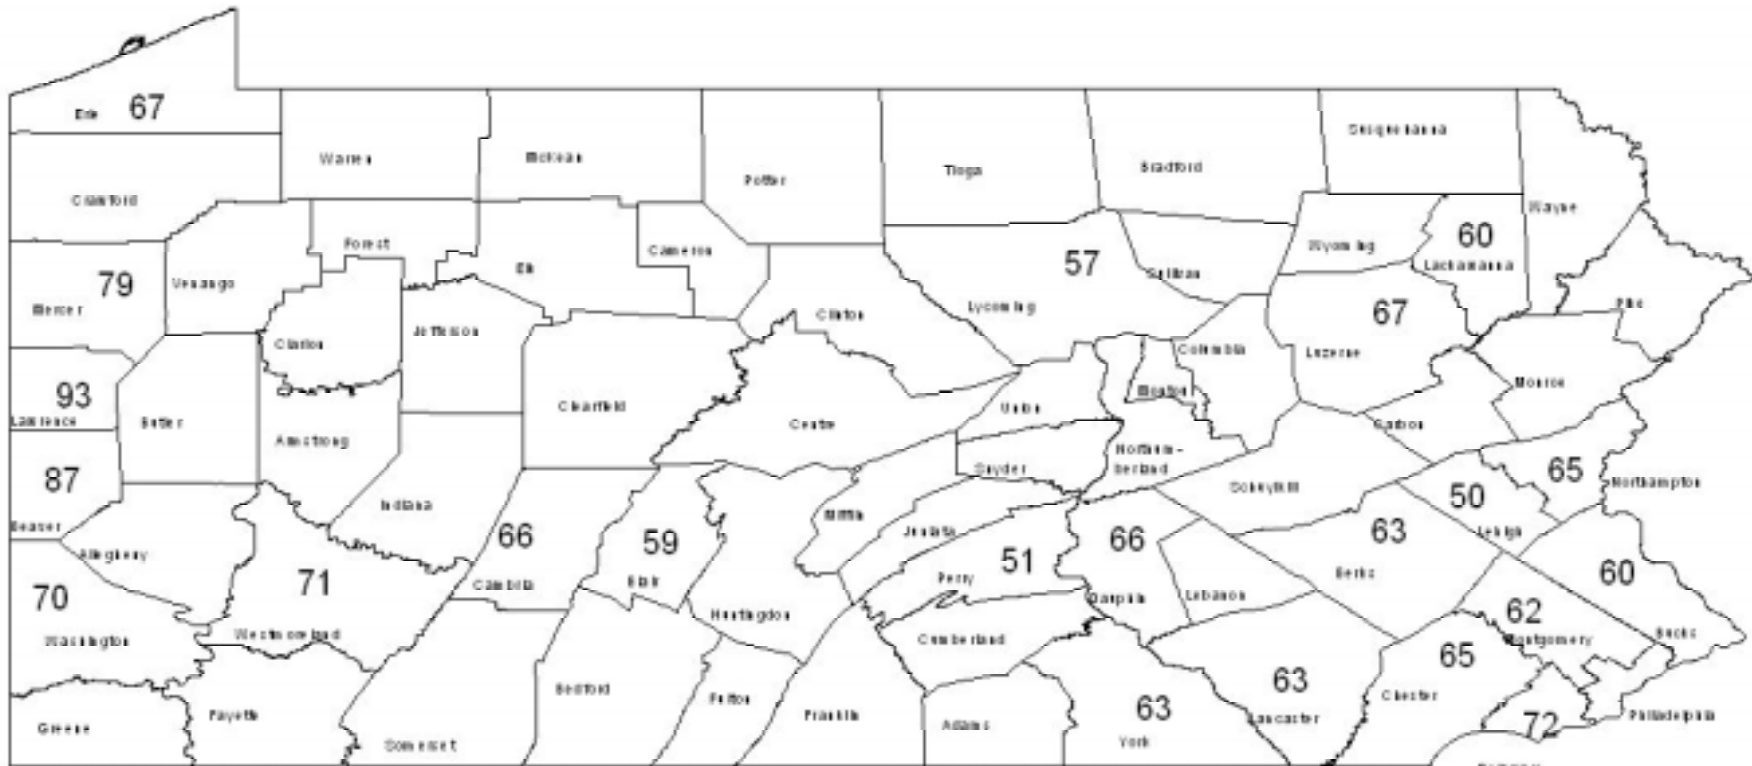 Erie 67
Warren
McKean
Potter
Tioga
Bradford
Susquehanna
Crawford
Wayne
Forest
Cameron
Wyoming
60
Lackawanna
79
Mercer
Venango
Elk
57
Sullivan
Lycoming
Clinton
Pike
67
Luzerne
Clarion
Jefferson
Columbia
93
Lawrence
Butler
Armstrong
Clearfield
Centre
Union
Montour
Monroe
Carbon
87
Beaver
Indiana
Snyder
Northum-
berland
Schuylkill
65
Northampton
50
Lehigh
Mifflin
Juniata
66
Cambria
59
Blair
51
Perry
66
Dauphin
63
Berks
60
Bucks
Allegheny
70
Washington
71
Westmoreland
Huntingdon
Lebanon
Cumberland
62
Montgomery
65
Chester
Greene
Fayette
Somerset
Bedford
Fulton
Franklin
Adams
63
York
63
Lancaster
72
Philadelphia